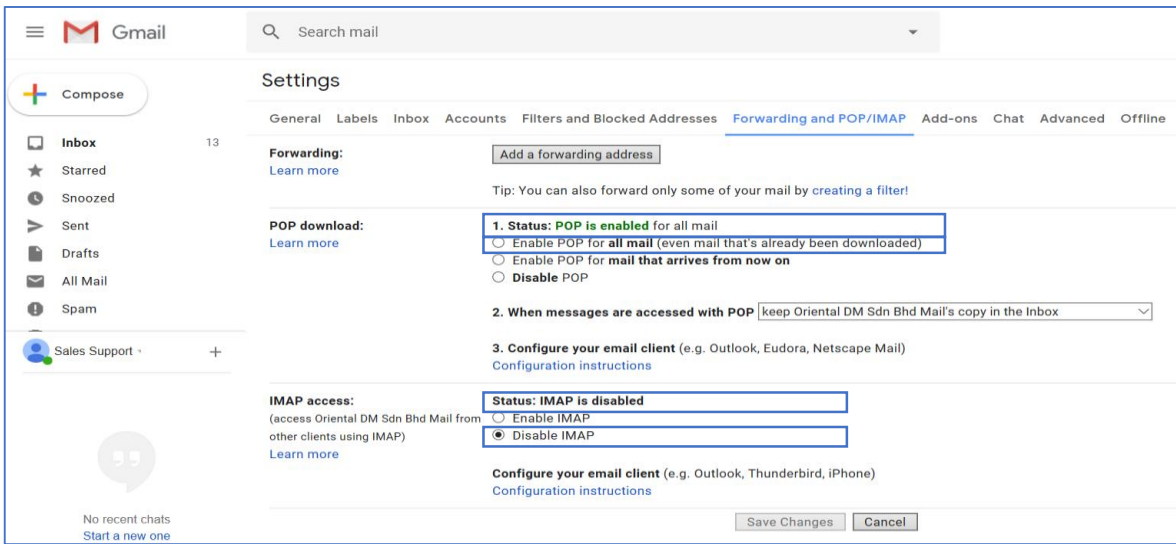 Gmail
Search mail
Settings
Compose
General Labels Inbox Accounts Filters and Blocked Addresses Forwarding and POP/IMAP Add-ons Chat Advanced Offline
Inbox 13
Starred
Snoozed
Sent
Drafts
All Mail
Spam
Sales Support
No recent chats
Start a new one
Forwarding:
Learn more
Add a forwarding address
Tip: You can also forward only some of your mail by creating a filter!
POP download:
Learn more
1. Status: POP is enabled for all mail
Enable POP for all mail (even mail that's already been downloaded)
Enable POP for mail that arrives from now on
Disable POP
2. When messages are accessed with POP keep Oriental DM Sdn Bhd Mail's copy in the Inbox
3. Configure your email client (e.g. Outlook, Eudora, Netscape Mail)
Configuration instructions
IMAP access:
(access Oriental DM Sdn Bhd Mail from
other clients using IMAP)
Learn more
Status: IMAP is disabled
Enable IMAP
Disable IMAP
Configure your email client (e.g. Outlook, Thunderbird, iPhone)
Configuration instructions
Save Changes Cancel